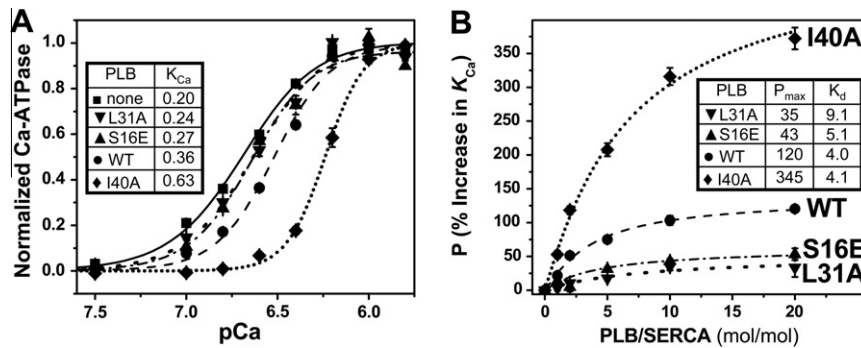 A
B
Normalized Ca-ATPase
1.0
0.8
0.6
0.4
0.2
0.0
PLB K_Ca
■ none 0.20
▼ L31A 0.24
▲ S16E 0.27
● WT 0.36
◆ I40A 0.63
7.5 7.0 6.5 6.0
pCa
P (% Increase in K_Ca)
350
300
250
200
150
100
50
0
I40A
PLB P_max K_d
▼ L31A 35 9.1
▲ S16E 43 5.1
● WT 120 4.0
◆ I40A 345 4.1
WT
S16E
L31A
0 5 10 15 20
PLB/SERCA (mol/mol)